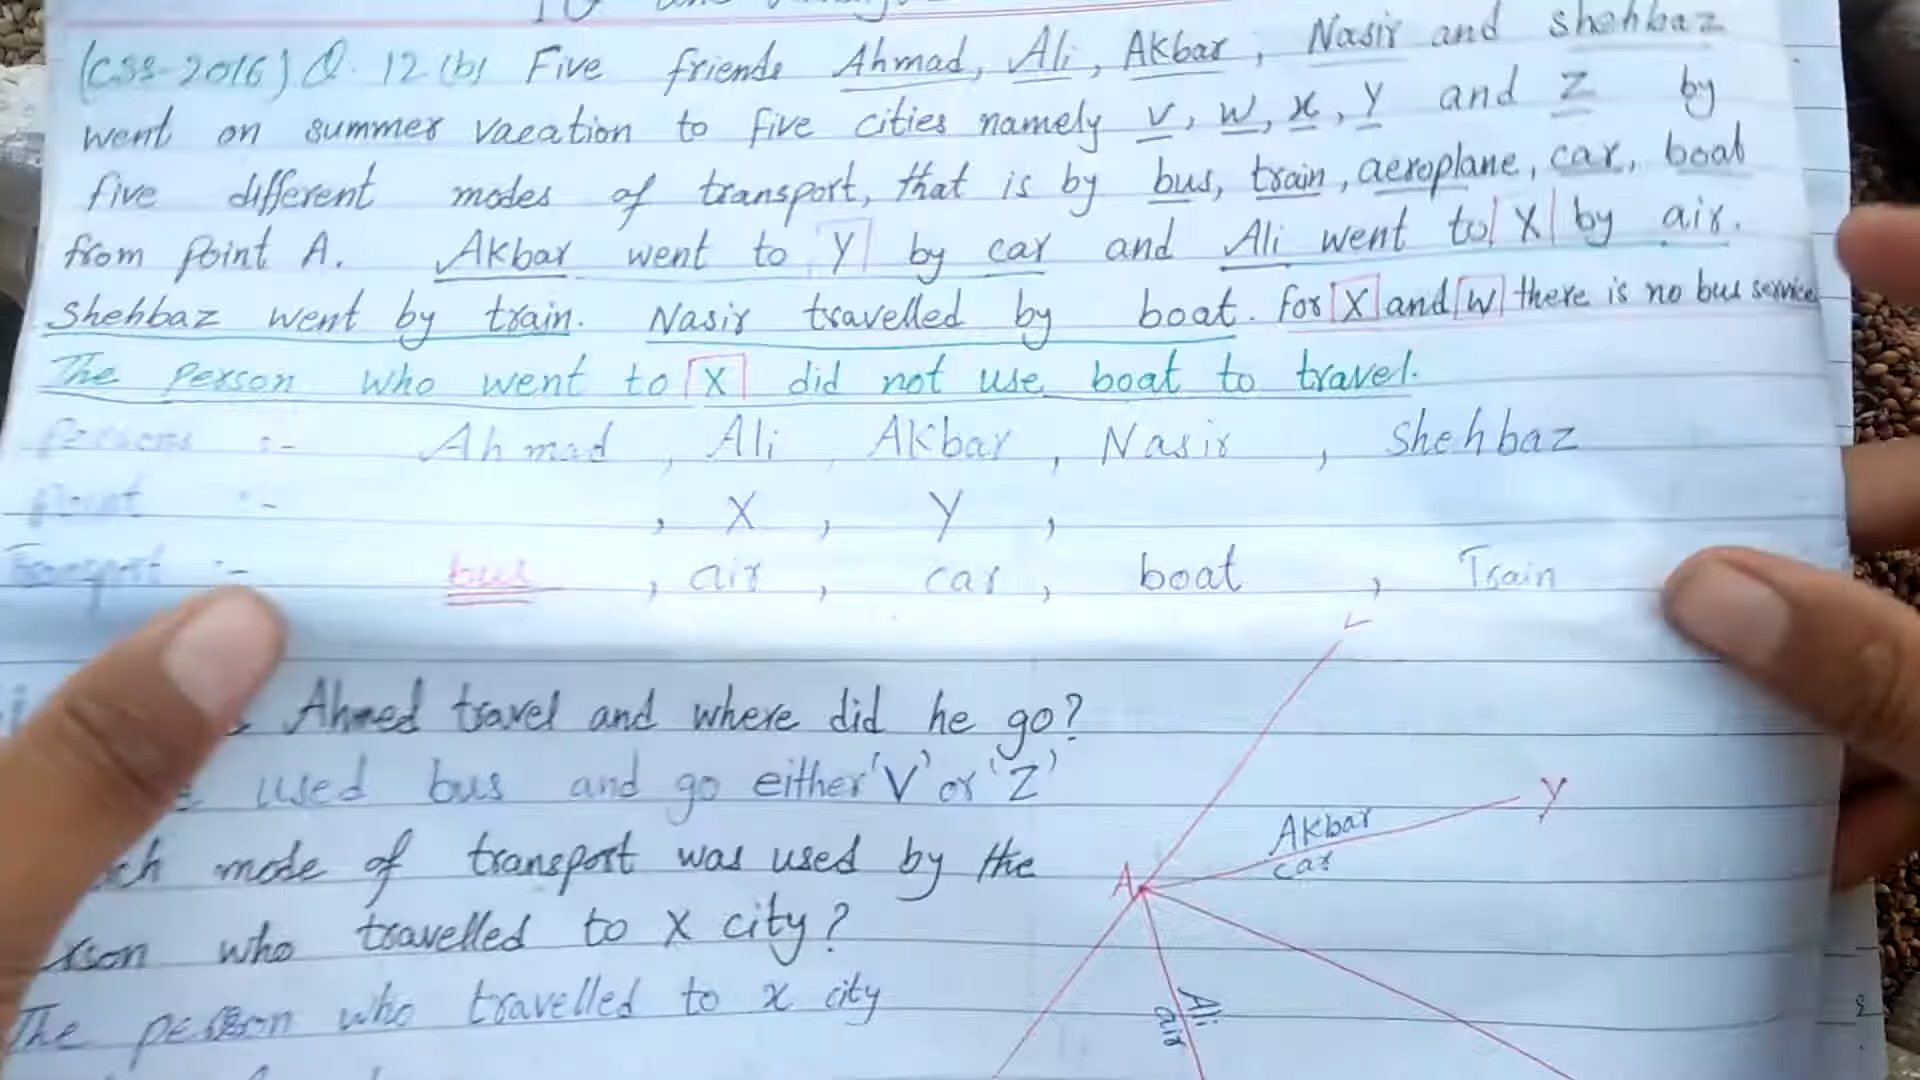 (CSS-2016) Q. 12 (b) Five friends Ahmad, Ali, Akbar, Nasir and shehbaz
went on summer vacation to five cities namely V, W, X, Y and Z by
five different modes of transport, that is by bus, train, aeroplane, car, boat
from point A. Akbar went to Y by car and Ali went to X by air.
Shehbaz went by train. Nasir travelled by boat. For X and W there is no bus service
The person who went to X did not use boat to travel.
Persons :- Ahmad, Ali, Akbar, Nasir, Shehbaz
Point :- , X, Y,
Transport :- bus, air, car, boat, Train
Ahmed travel and where did he go?
used bus and go either 'V' or 'Z'
mode of transport was used by the
who travelled to X city?
The person who travelled to x city
Y
Akbar
car
A
Ali
air